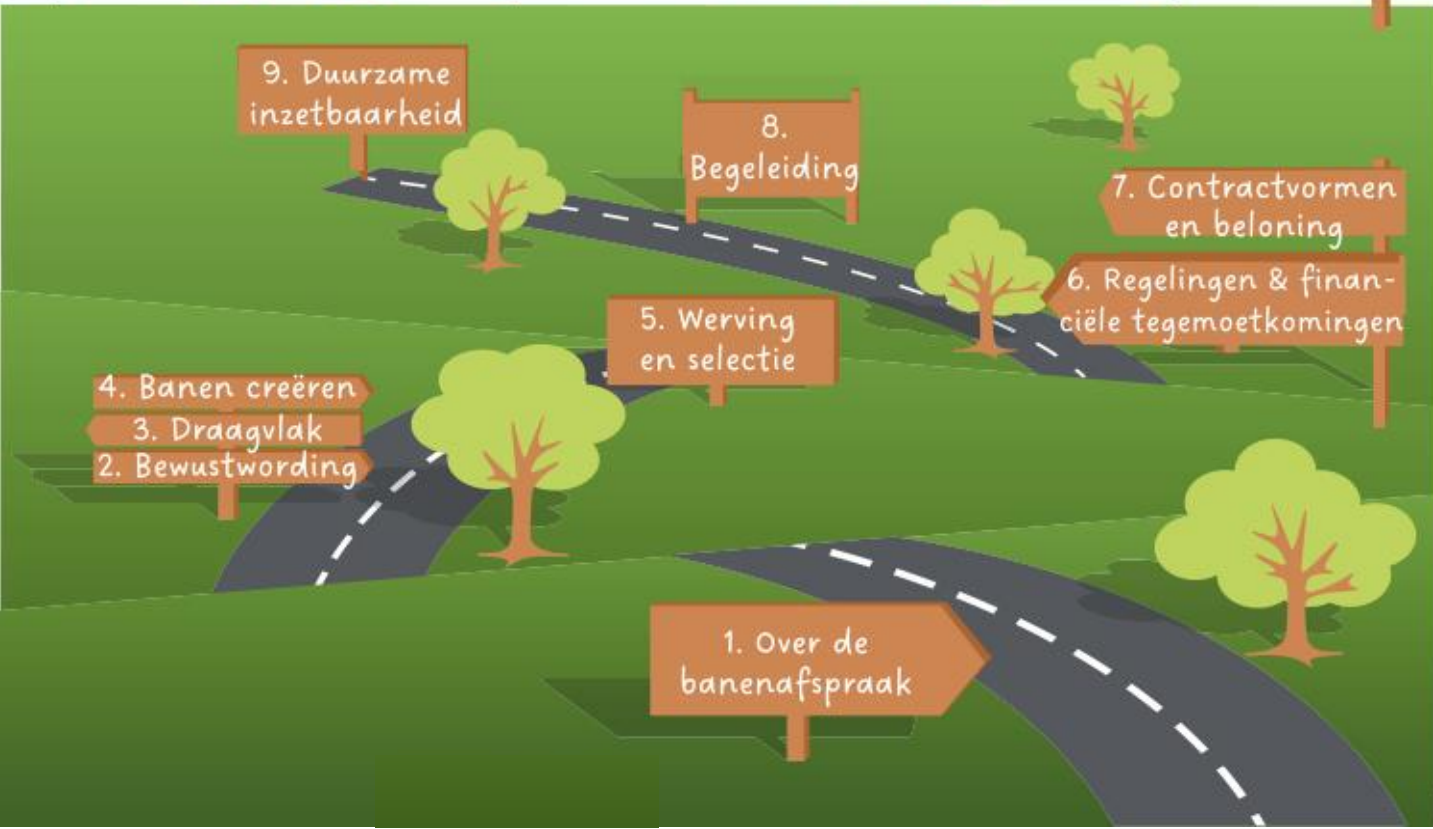 9. Duurzame
inzetbaarheid
8.
Begeleiding
7. Contractvormen
en beloning
6. Regelingen & finan-
ciële tegemoetkomingen
5. Werving
en selectie
4. Banen creëren
3. Draagvlak
2. Bewustwording
1. Over de
banenafspraak